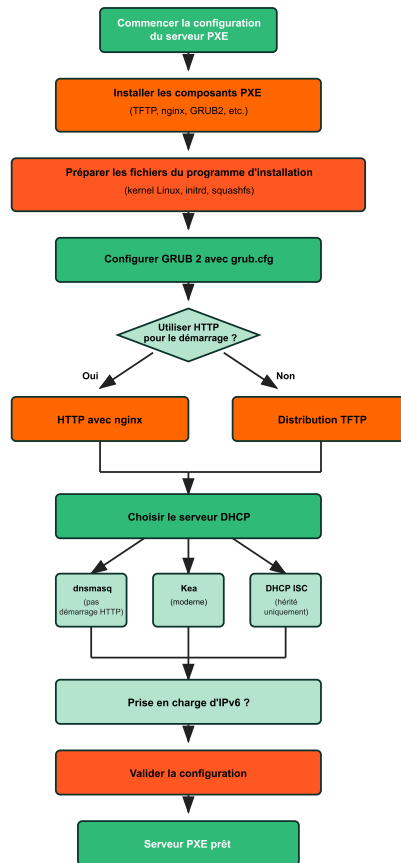 Commencer la configuration
du serveur PXE
Installer les composants PXE
(TFTP, nginx, GRUB2, etc.)
Préparer les fichiers du programme d'installation
(kernel Linux, initrd, squashfs)
Configurer GRUB 2 avec grub.cfg
Utiliser HTTP
pour le démarrage ?
Oui
Non
HTTP avec nginx
Distribution TFTP
Choisir le serveur DHCP
dnsmasq
(pas
démarrage HTTP)
Kea
(moderne)
DHCP ISC
(hérité
uniquement)
Prise en charge d'IPv6 ?
Valider la configuration
Serveur PXE prêt